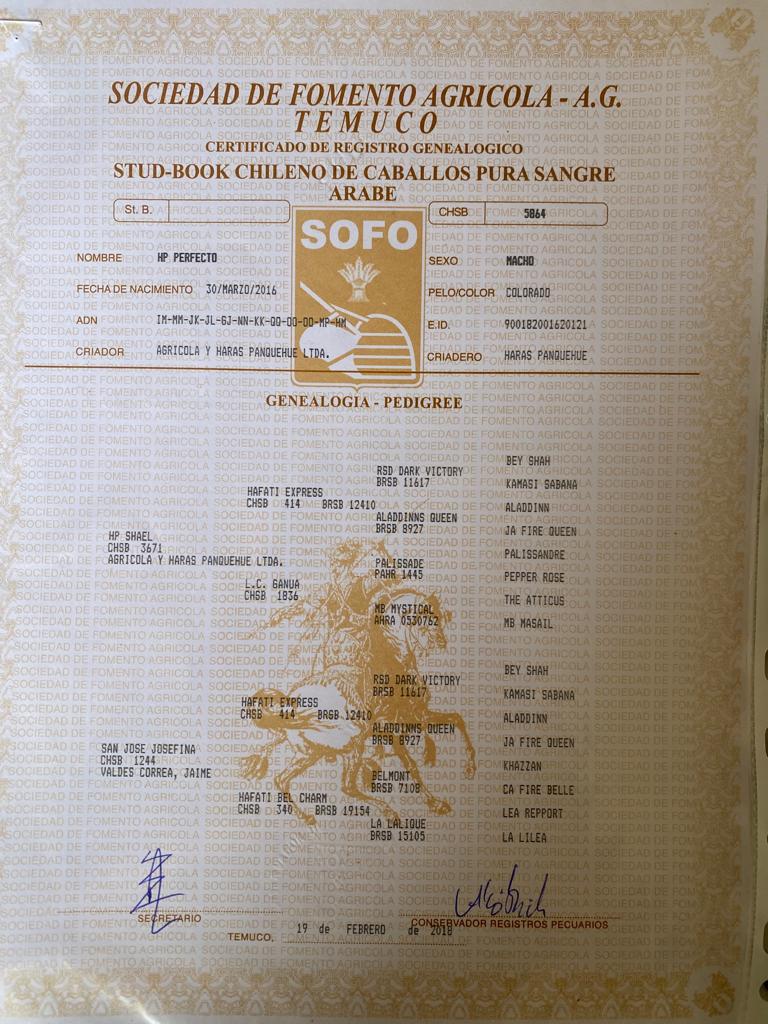 SOCIEDAD DE FOMENTO AGRICOLA - A.G.
TEMUCO
CERTIFICADO DE REGISTRO GENEALOGICO
STUD-BOOK CHILENO DE CABALLOS PURA SANGRE
ARABE
St. B.
CHSB 5864
SOFO
NOMBRE HP PERFECTO
SEXO MACHO
FECHA DE NACIMIENTO 30/MARZO/2016
PELO/COLOR COLORADO
ADN IM-MM-JK-JL-GJ-NN-KK-OO-OO-OO-MP-HM
E.ID. 900182001620121
CRIADOR AGRICOLA Y HARAS PANQUEHUE LTDA.
CRIADERO HARAS PANQUEHUE
GENEALOGIA - PEDIGREE
HP SHAEL
CHSB 3671
AGRICOLA Y HARAS PANQUEHUE LTDA.
HAFATI EXPRESS
CHSB 414 BRSB 12410
L.C. GANUA
CHSB 1836
RSD DARK VICTORY
BRSB 11617
ALADDINNS QUEEN
BRSB 8927
PALISSADE
PAHR 1445
MB MYSTICAL
AHRA 0530762
BEY SHAH
KAMASI SABANA
ALADDINN
JA FIRE QUEEN
PALISSANDRE
PEPPER ROSE
THE ATTICUS
MB MASAIL
SAN JOSE JOSEFINA
CHSB 1244
VALDES CORREA, JAIME
HAFATI EXPRESS
CHSB 414 BRSB 12410
HAFATI BEL CHARM
CHSB 340 BRSB 19154
RSD DARK VICTORY
BRSB 11617
ALADDINNS QUEEN
BRSB 8927
BELMONT
BRSB 7108
LA LALIQUE
BRSB 15105
BEY SHAH
KAMASI SABANA
ALADDINN
JA FIRE QUEEN
KHAZZAN
CA FIRE BELLE
LEA REPPORT
LA LILEA
SECRETARIO
CONSERVADOR REGISTROS PECUARIOS
TEMUCO, 19 de FEBRERO de 2018